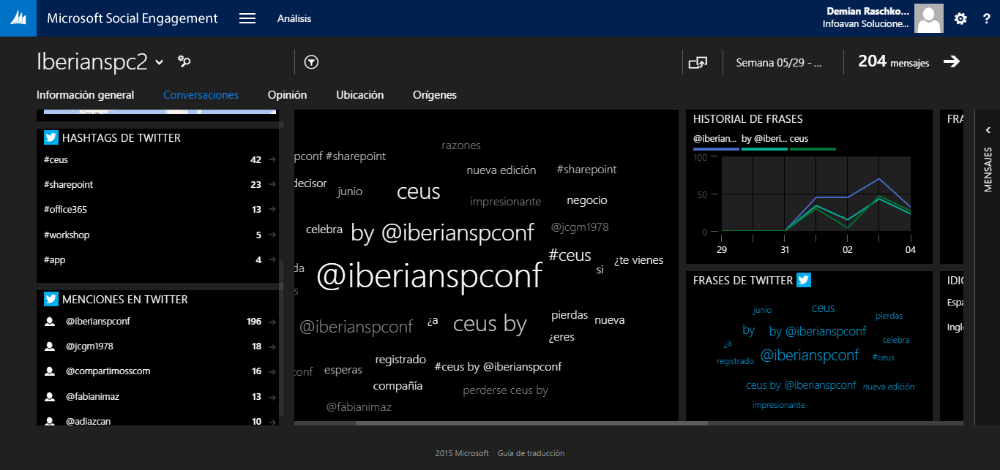 Microsoft Social Engagement
Análisis
Demian Raschko...
Infoavan Solucione...
?
Iberianspc2
Semana 05/29 - ...
204 mensajes
Información general
Conversaciones
Opinión
Ubicación
Orígenes
HASHTAGS DE TWITTER
#ceus 42
#sharepoint 23
#office365 13
#workshop 5
#app 4
MENCIONES EN TWITTER
@iberianspconf 196
@jcgm1978 18
@compartimosscom 16
@fabianimaz 13
@adiazcan 10
razones
pconf #sharepoint
nueva edición
#sharepoint
decisor
junio
ceus
impresionante
negocio
celebra
by @iberianspconf
@jcgm1978
#ceus
¿te vienes
si
da
@iberianspconf
s
@iberianspconf
¿a
ceus by
pierdas
nueva
¿eres
registrado
#ceus by @iberianspconf
conf
esperas
compañía
perderse ceus by
@fabianimaz
HISTORIAL DE FRASES
@iberian...
by @iberi...
ceus
100
50
0
29
31
02
04
FRASES DE TWITTER
junio
ceus
pierdas
by
by @iberianspconf
celebra
¿a
registrado
@iberianspconf
#ceus
ceus by @iberianspconf
nueva edición
impresionante
FRA
IDIO
Espa
Ingl
MENSAJES
2015 Microsoft
Guía de traducción